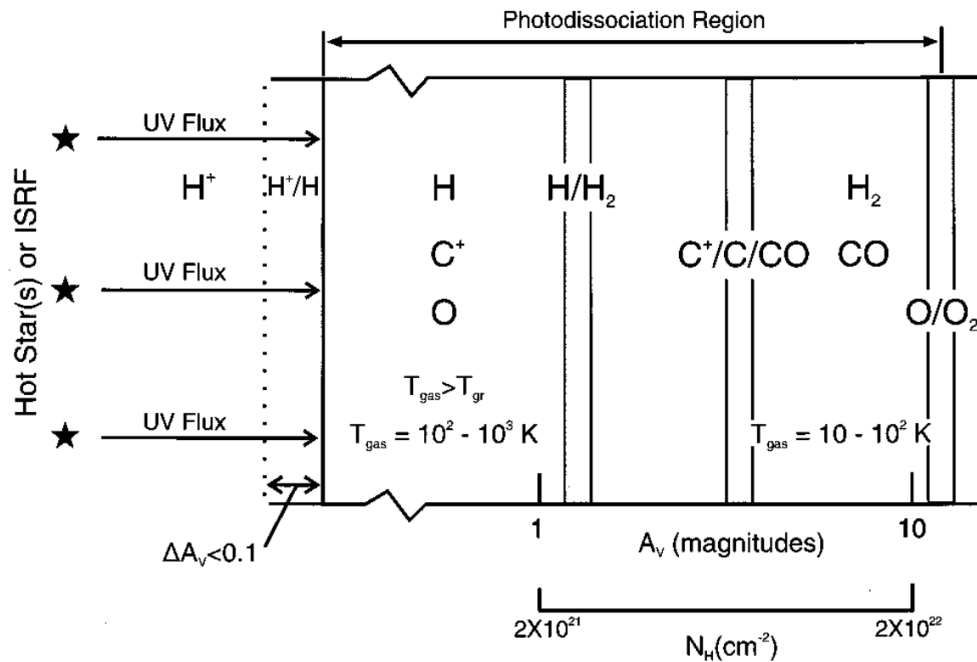 Photodissociation Region
Hot Star(s) or ISRF
UV Flux
H⁺
H⁺/H
H
H/H₂
H₂
C⁺
C⁺/C/CO
CO
UV Flux
O
O/O₂
T_gas>T_gr
UV Flux
T_gas = 10² - 10³ K
T_gas = 10 - 10² K
ΔA_V<0.1
1
A_V (magnitudes)
10
2X10²¹
N_H(cm⁻²)
2X10²²